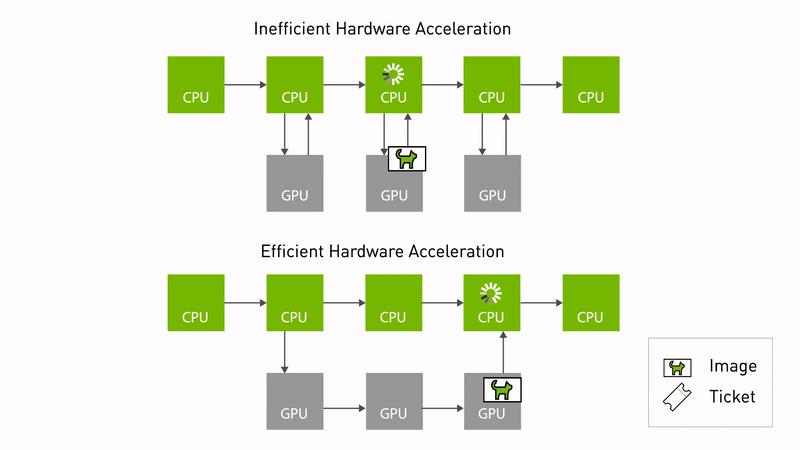 Inefficient Hardware Acceleration
CPU CPU CPU CPU CPU
GPU GPU GPU
Efficient Hardware Acceleration
CPU CPU CPU CPU CPU
GPU GPU GPU
Image
Ticket